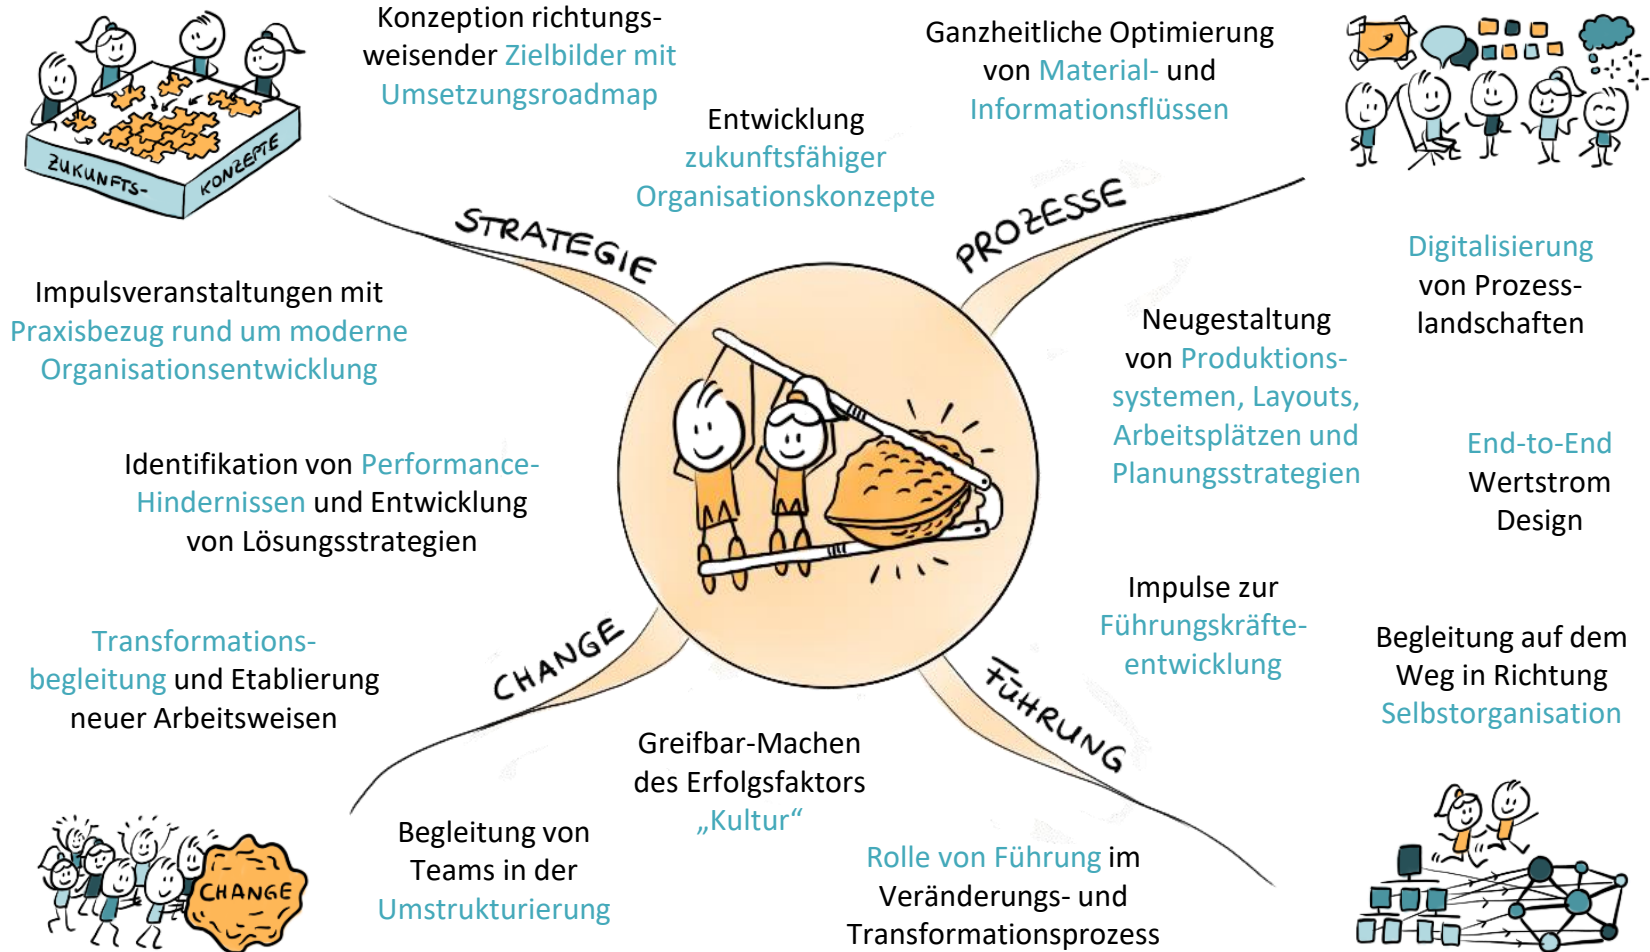 Konzeption richtungs-
weisender Zielbilder mit
Umsetzungsroadmap
Entwicklung
zukunftsfähiger
Organisationskonzepte
Ganzheitliche Optimierung
von Material- und
Informationsflüssen
ZUKUNFTS-
KONZEPTE
STRATEGIE
PROZESSE
Impulsveranstaltungen mit
Praxisbezug rund um moderne
Organisationsentwicklung
Identifikation von Performance-
Hindernissen und Entwicklung
von Lösungsstrategien
Digitalisierung
von Prozess-
landschaften
Neugestaltung
von Produktions-
systemen, Layouts,
Arbeitsplätzen und
Planungsstrategien
End-to-End
Wertstrom
Design
Transformations-
begleitung und Etablierung
neuer Arbeitsweisen
CHANGE
FÜHRUNG
Impulse zur
Führungskräfte-
entwicklung
Begleitung auf dem
Weg in Richtung
Selbstorganisation
Greifbar-Machen
des Erfolgsfaktors
„Kultur“
CHANGE
Begleitung von
Teams in der
Umstrukturierung
Rolle von Führung im
Veränderungs- und
Transformationsprozess